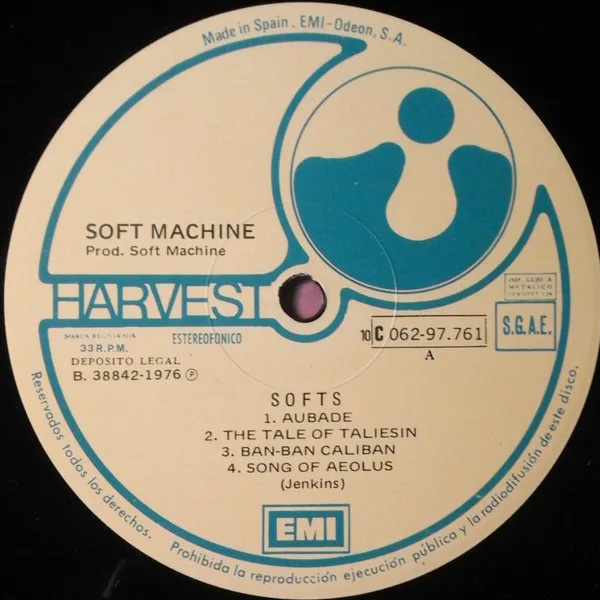 Made in Spain . EMI-Odeon, S.A.
SOFT MACHINE
Prod. Soft Machine
HARVEST
MARCA REGISTRADA
ESTEREOFONICO
33 R.P.M.
DEPOSITO LEGAL
B. 38842-1976 Ⓟ
10 C 062-97.761
A
METALICO
S.G.A.E.
SOFTS
1. AUBADE
2. THE TALE OF TALIESIN
3. BAN-BAN CALIBAN
4. SONG OF AEOLUS
(Jenkins)
EMI
Reservados todos los derechos.
Prohibida la reproducción ejecución pública y la radiodifusión de este disco.